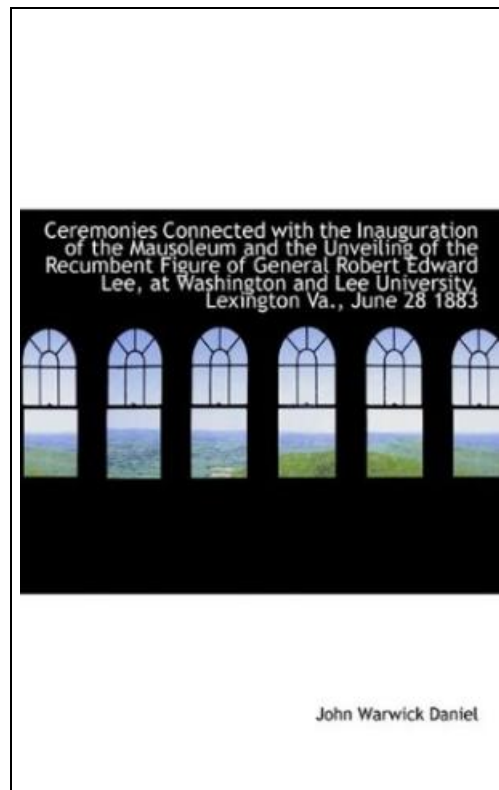 Ceremonies Connected with the Inauguration
of the Mausoleum and the Unveiling of the
Recumbent Figure of General Robert Edward
Lee, at Washington and Lee University,
Lexington Va., June 28 1883
John Warwick Daniel